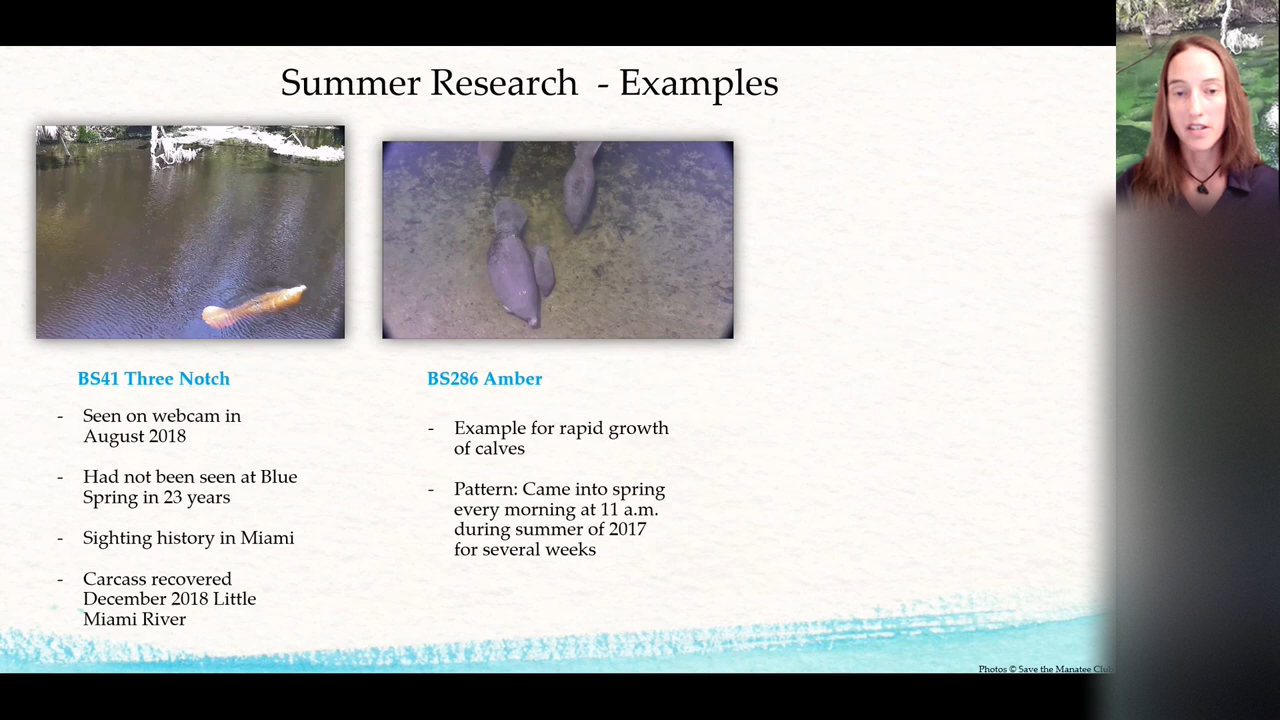 Summer Research - Examples
BS41 Three Notch
- Seen on webcam in
August 2018
- Had not been seen at Blue
Spring in 23 years
- Sighting history in Miami
- Carcass recovered
December 2018 Little
Miami River
BS286 Amber
- Example for rapid growth
of calves
- Pattern: Came into spring
every morning at 11 a.m.
during summer of 2017
for several weeks
Photos © Save the Manatee Club